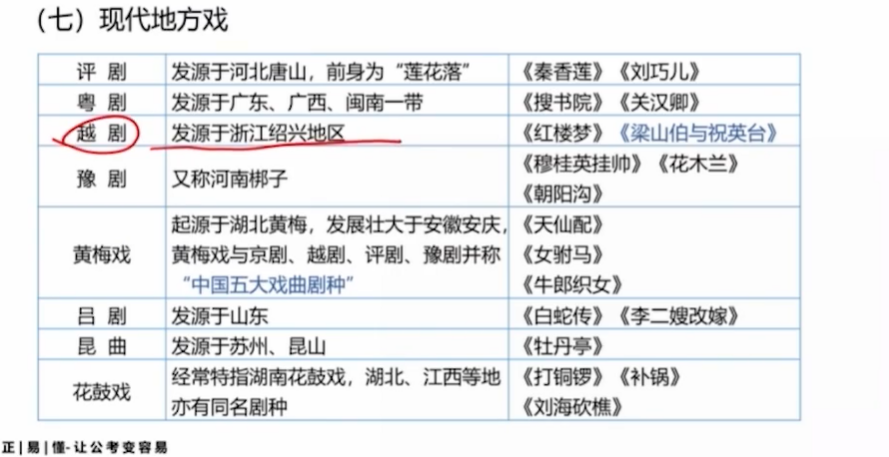 （七）现代地方戏
评 剧 发源于河北唐山，前身为“莲花落” 《秦香莲》《刘巧儿》
粤 剧 发源于广东、广西、闽南一带 《搜书院》《关汉卿》
越 剧 发源于浙江绍兴地区 《红楼梦》《梁山伯与祝英台》
豫 剧 又称河南梆子 《穆桂英挂帅》《花木兰》
《朝阳沟》
黄梅戏 起源于湖北黄梅，发展壮大于安徽安庆， 《天仙配》
黄梅戏与京剧、越剧、评剧、豫剧并称 《女驸马》
“中国五大戏曲剧种” 《牛郎织女》
吕 剧 发源于山东 《白蛇传》《李二嫂改嫁》
昆 曲 发源于苏州、昆山 《牡丹亭》
花鼓戏 经常特指湖南花鼓戏，湖北、江西等地 《打铜锣》《补锅》
亦有同名剧种 《刘海砍樵》
正|易|懂-让公考变容易